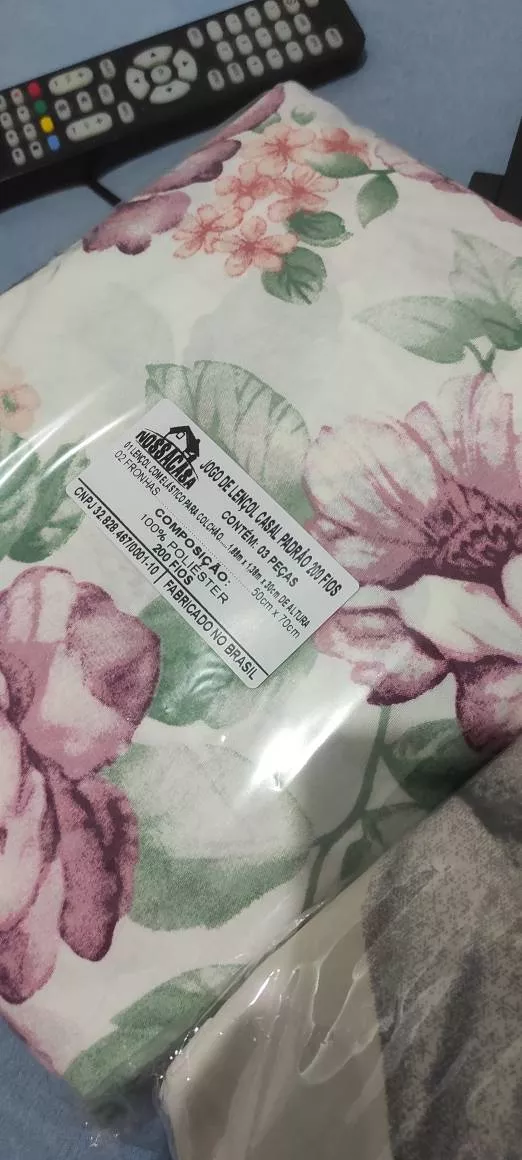 NOSSACASA
JOGO DE LENÇOL CASAL PADRÃO 200 FIOS
CONTÉM: 03 PEÇAS
01 LENÇOL COM ELÁSTICO PARA COLCHÃO....1,88m x 1,38m x 30cm DE ALTURA
02 FRONHAS..........50cm x 70cm
COMPOSIÇÃO:
100% POLIÉSTER
200 FIOS
CNPJ 32.828.467/0001-10 | FABRICADO NO BRASIL